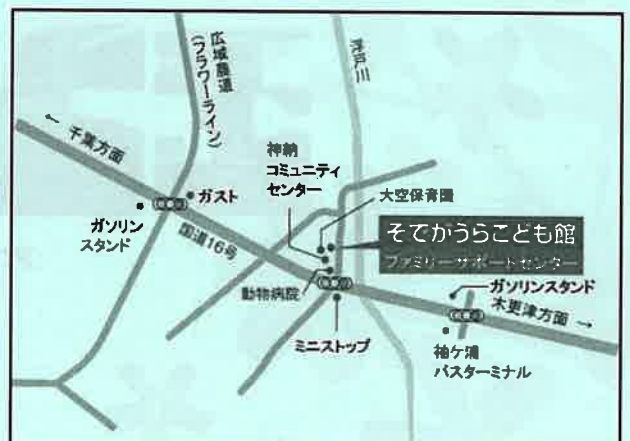 広域農道
(フラワーライン)
← 千葉方面
神納
コミュニティ
センター
大空保育園
ガスト
ガソリン
スタンド
国道16号
そでがうらこども館
ファミリーサポートセンター
動物病院
ガソリンスタンド
木更津方面 →
ミニストップ
袖ケ浦
バスターミナル